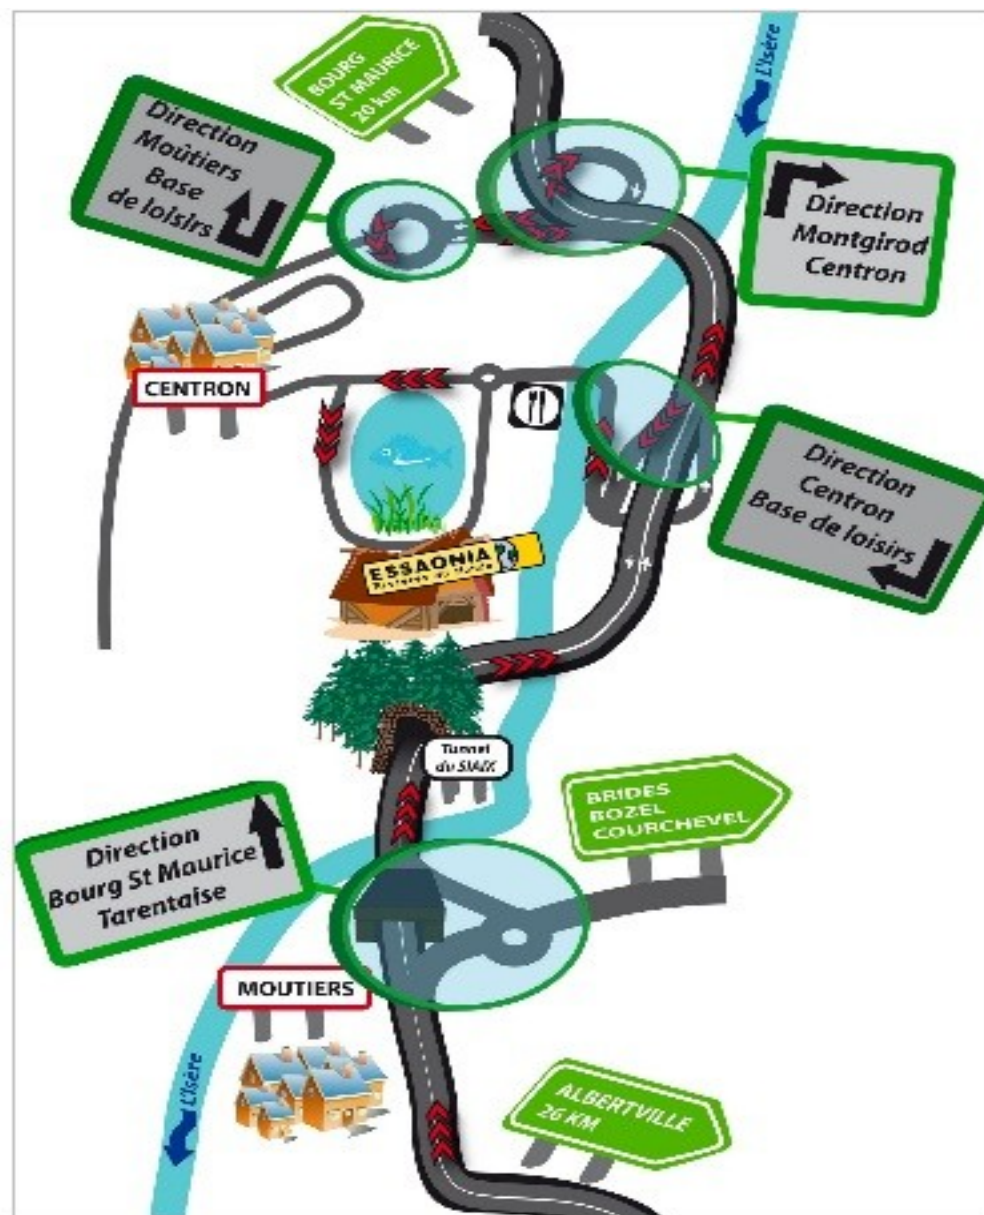 BOURG
ST MAURICE
20 km
L'Isère
Direction
Moûtiers
Base
de loisirs
Direction
Montgirod
Centron
CENTRON
Direction
Centron
Base de loisirs
ESSAONIA
Tunnel
du SIAIX
BRIDES
BOZEL
COURCHEVEL
Direction
Bourg St Maurice
Tarentaise
MOUTIERS
L'Isère
ALBERTVILLE
26 KM